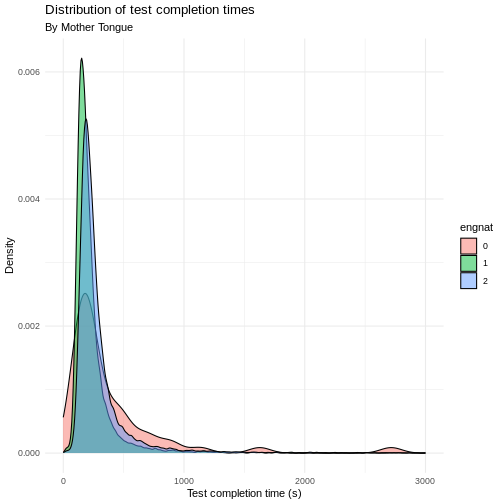 Distribution of test completion times
By Mother Tongue
0.006
0.004
0.002
0.000
Density
0 1000 2000 3000
Test completion time (s)
engnat
0
1
2